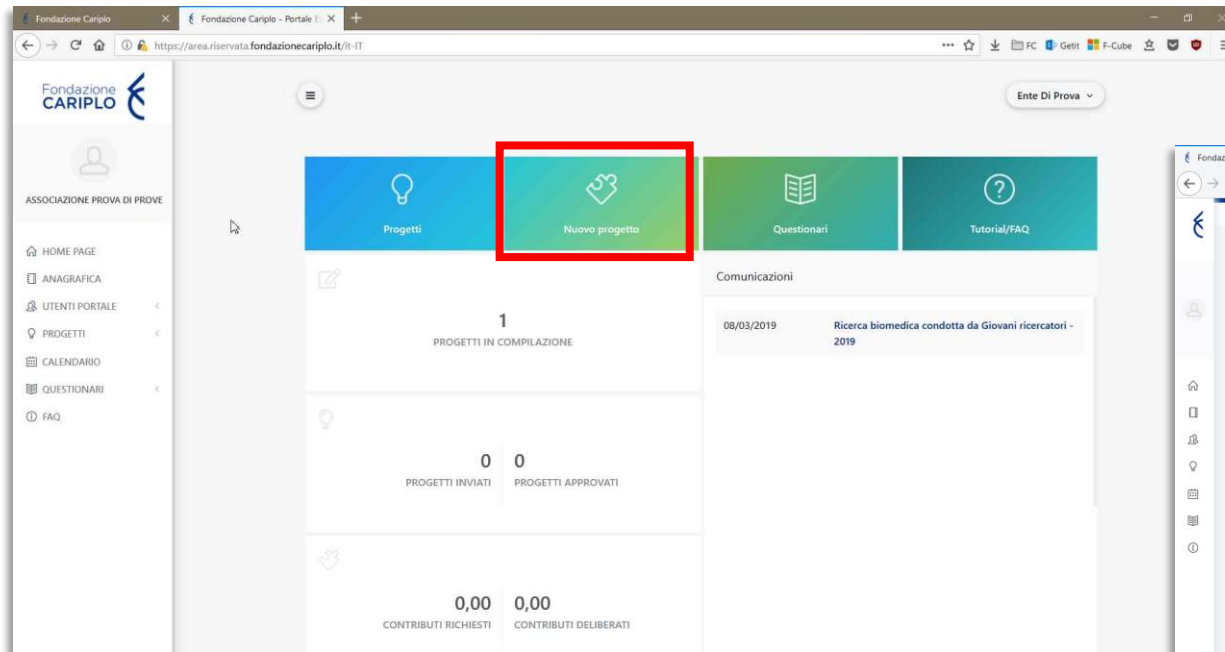 Fondazione Cariplo
Fondazione Cariplo - Portale E
https://area.riservata.fondazionecariplo.it/it-IT
FC
Getit
F-Cube
Fondazione
CARIPLO
Ente Di Prova
ASSOCIAZIONE PROVA DI PROVE
HOME PAGE
ANAGRAFICA
UTENTI PORTALE
PROGETTI
CALENDARIO
QUESTIONARI
FAQ
Progetti
Nuovo progetto
Questionari
Tutorial/FAQ
1
PROGETTI IN COMPILAZIONE
0 0
PROGETTI INVIATI PROGETTI APPROVATI
0,00 0,00
CONTRIBUTI RICHIESTI CONTRIBUTI DELIBERATI
Comunicazioni
08/03/2019 Ricerca biomedica condotta da Giovani ricercatori -
2019
Fondaz